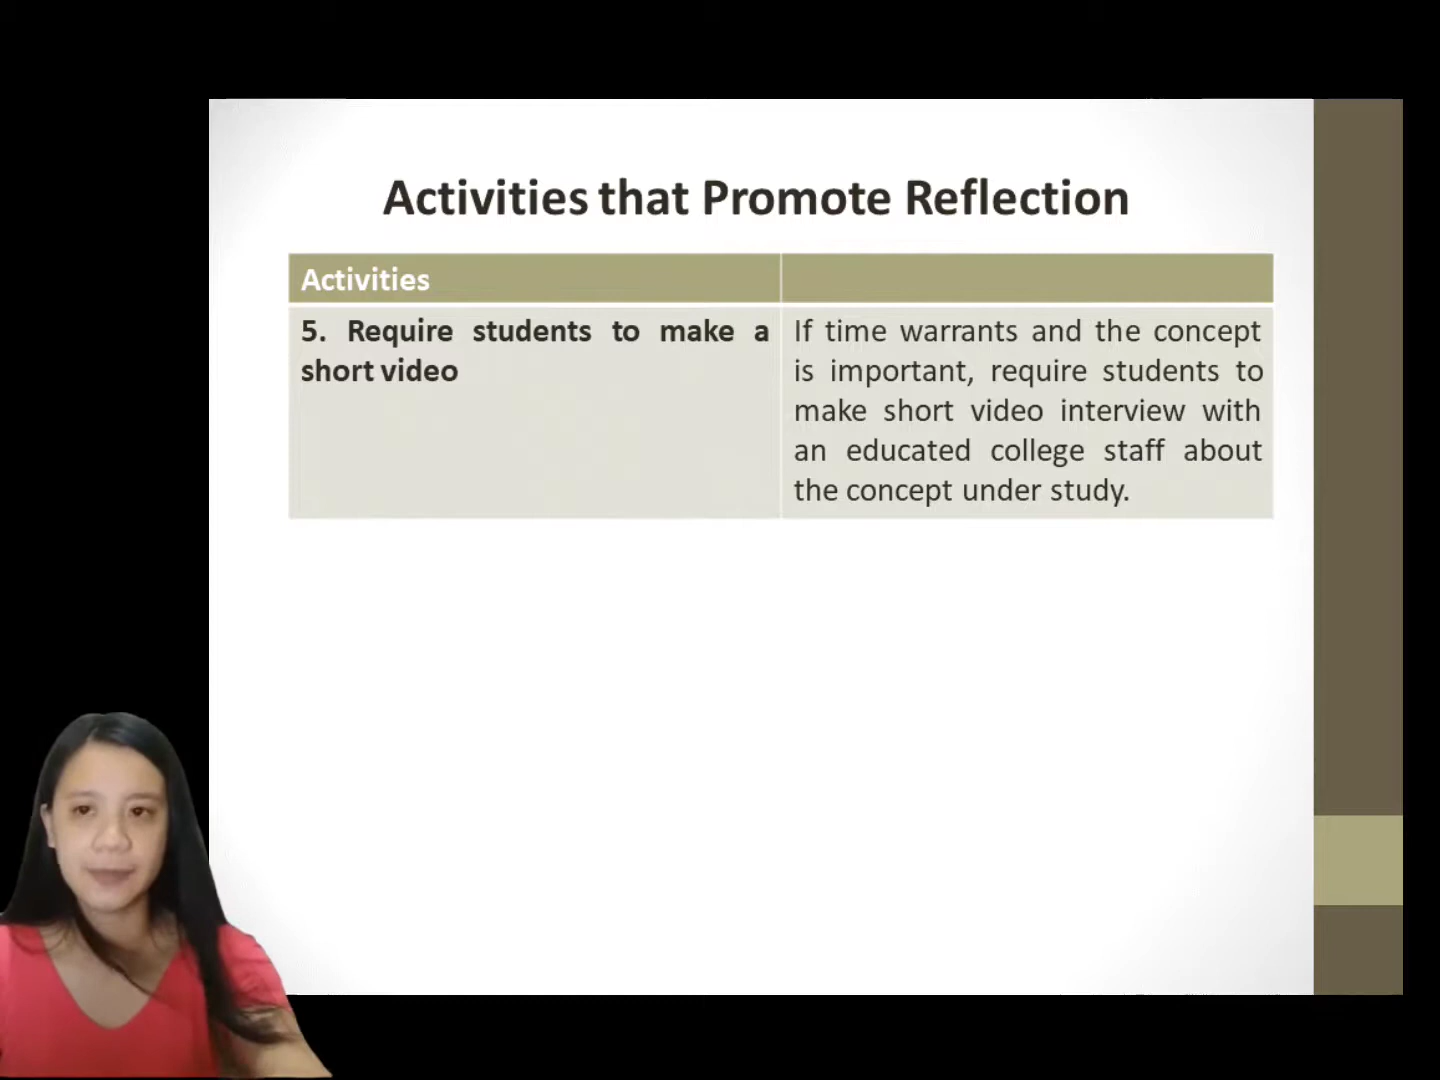 Activities that Promote Reflection
Activities
5. Require students to make a
short video
If time warrants and the concept
is important, require students to
make short video interview with
an educated college staff about
the concept under study.